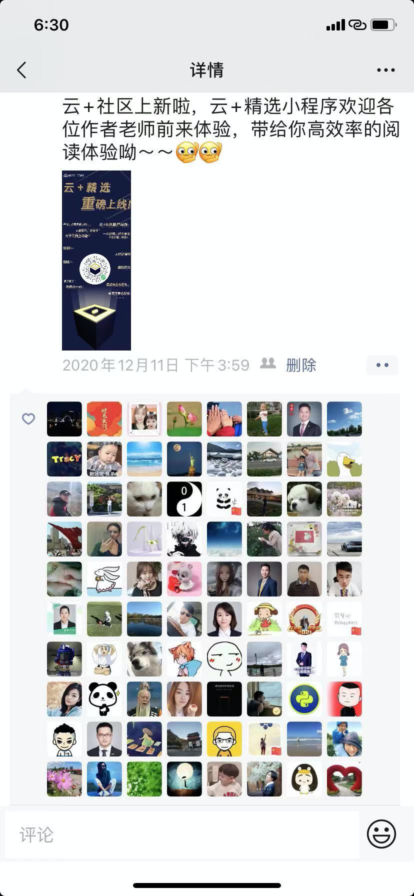 6:30
详情
云+社区上新啦，云+精选小程序欢迎各
位作者老师前来体验，带给你高效率的阅
读体验呦～～
云+精选
重磅上线
2020年12月11日 下午3:59
删除
TracY
0
1
评论